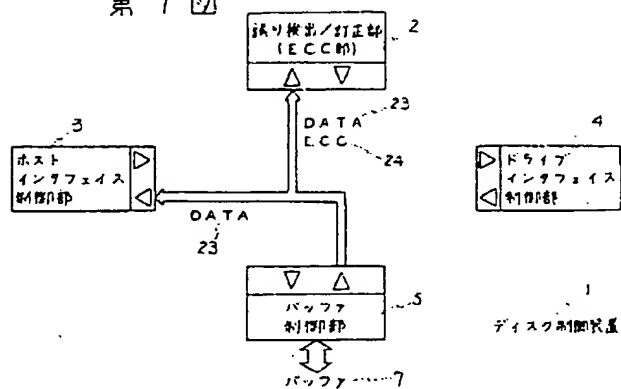 第7図
誤り検出/訂正部
(ECC部)
2
DATA 23
ECC 24
3
ホスト
インタフェイス
制御部
4
ドライブ
インタフェイス
制御部
DATA
23
バッファ
制御部
5
1
ディスク制御装置
バッファ 7